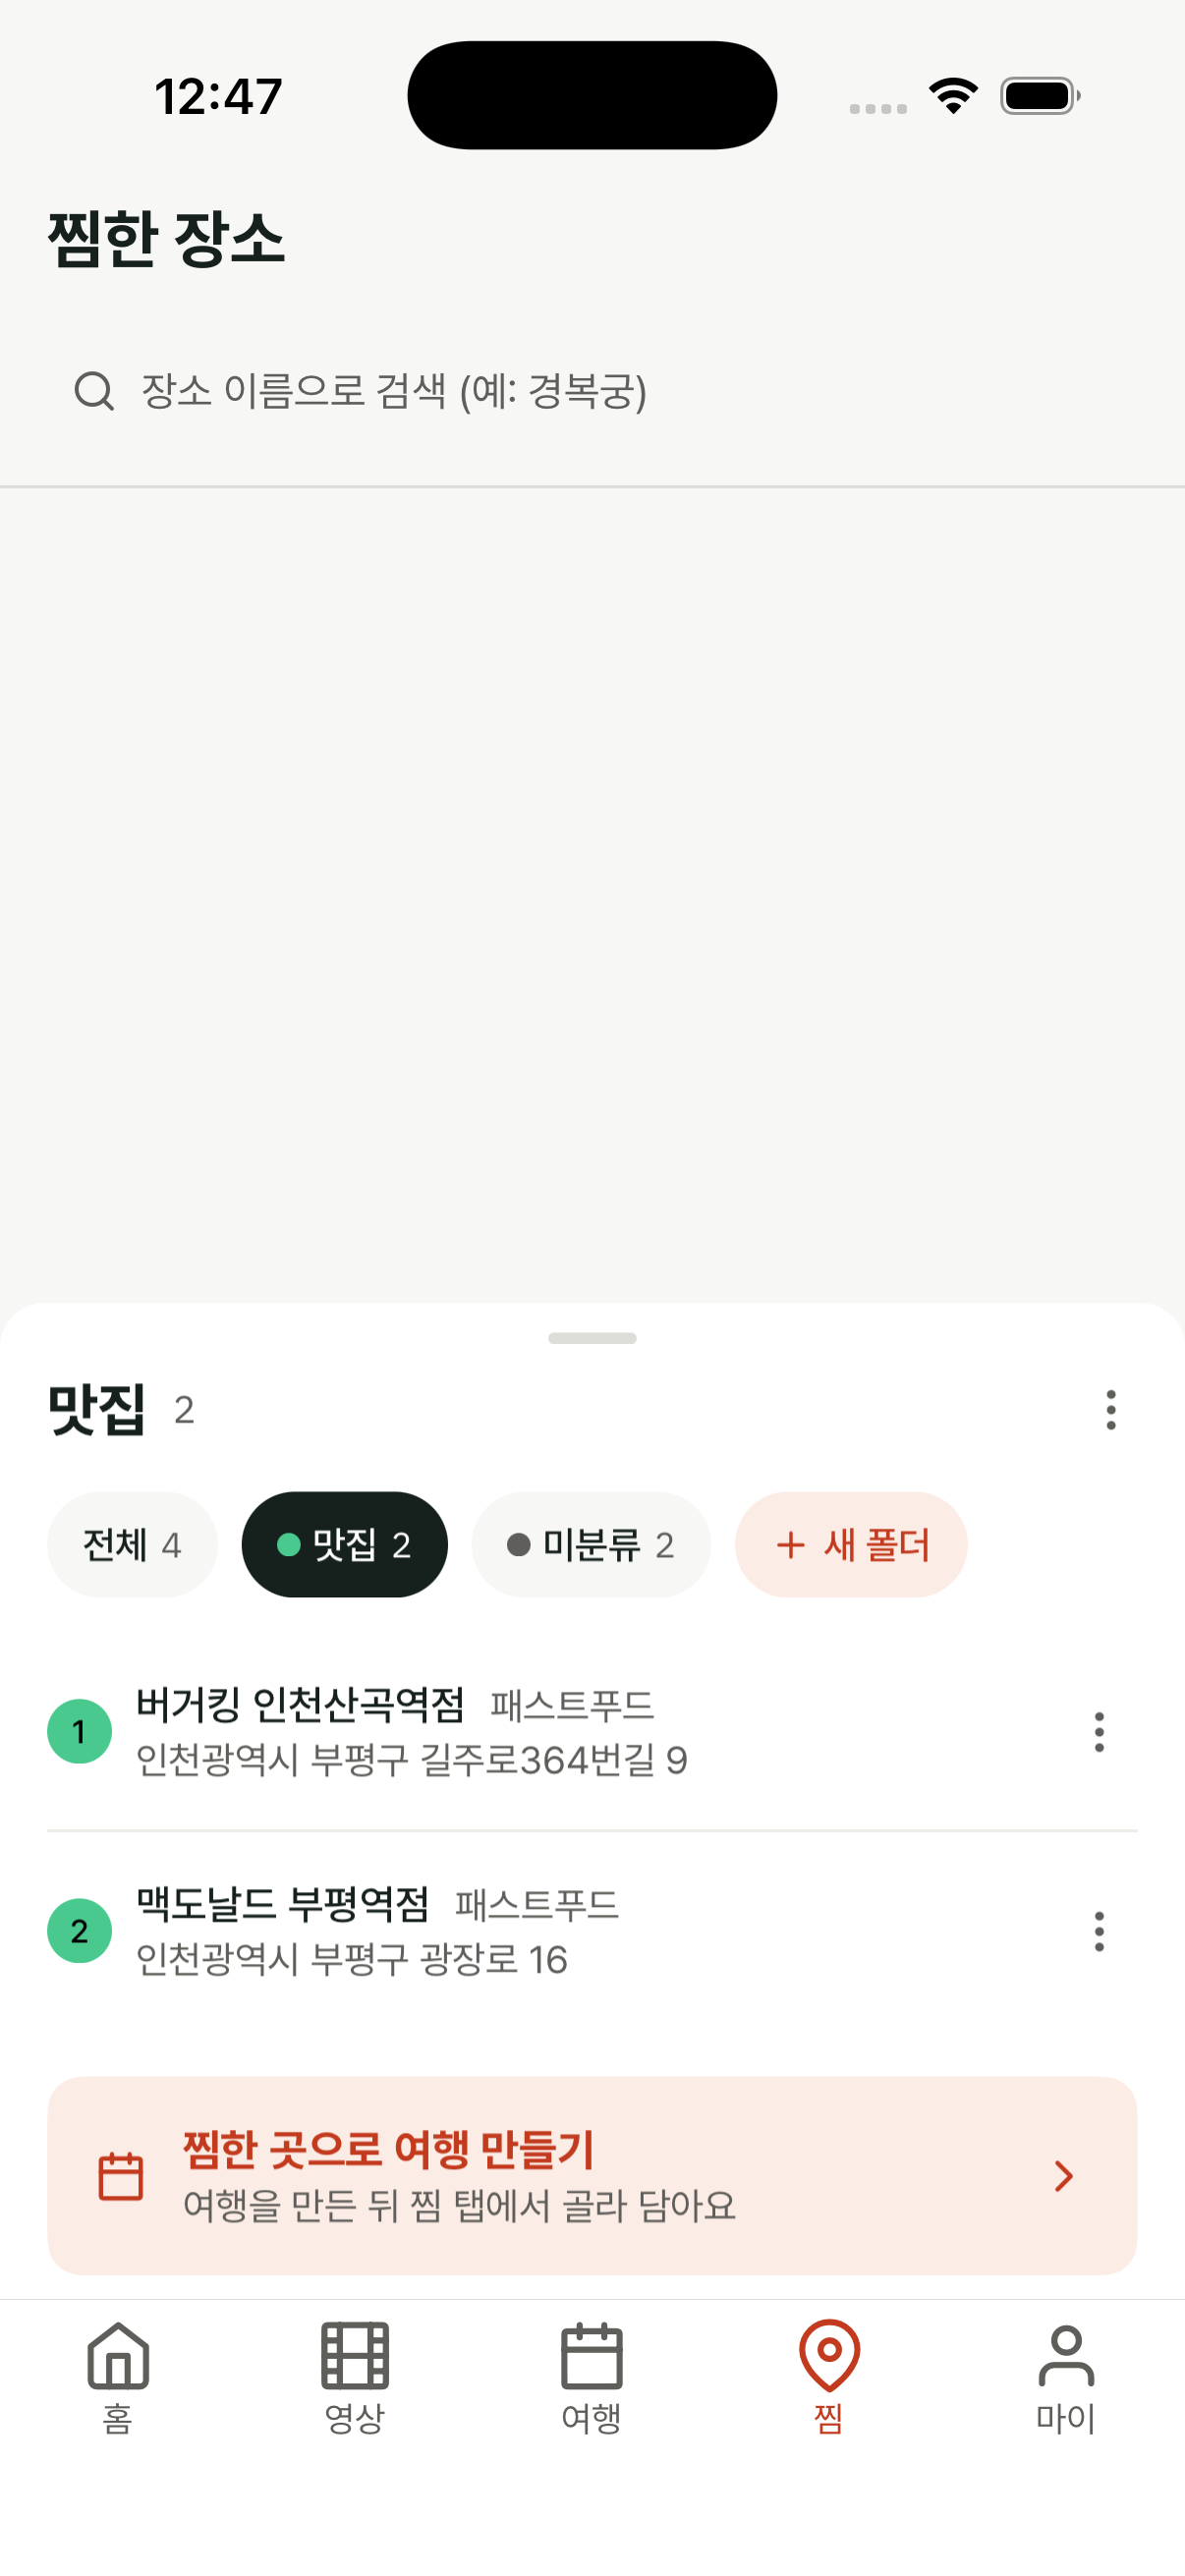 12:47
찜한 장소
장소 이름으로 검색 (예: 경복궁)
맛집 2
전체 4 맛집 2 미분류 2 + 새 폴더
1 버거킹 인천산곡역점 패스트푸드
인천광역시 부평구 길주로364번길 9
2 맥도날드 부평역점 패스트푸드
인천광역시 부평구 광장로 16
찜한 곳으로 여행 만들기
여행을 만든 뒤 찜 탭에서 골라 담아요
홈 영상 여행 찜 마이